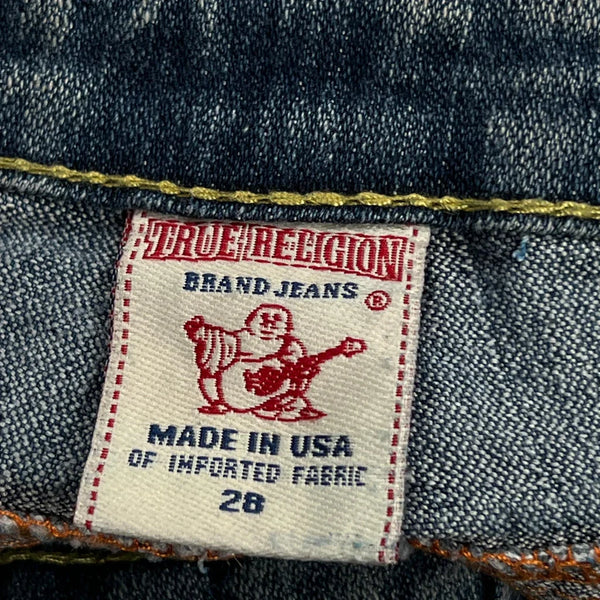 TRUE RELIGION
BRAND JEANS ®
MADE IN USA
OF IMPORTED FABRIC
28